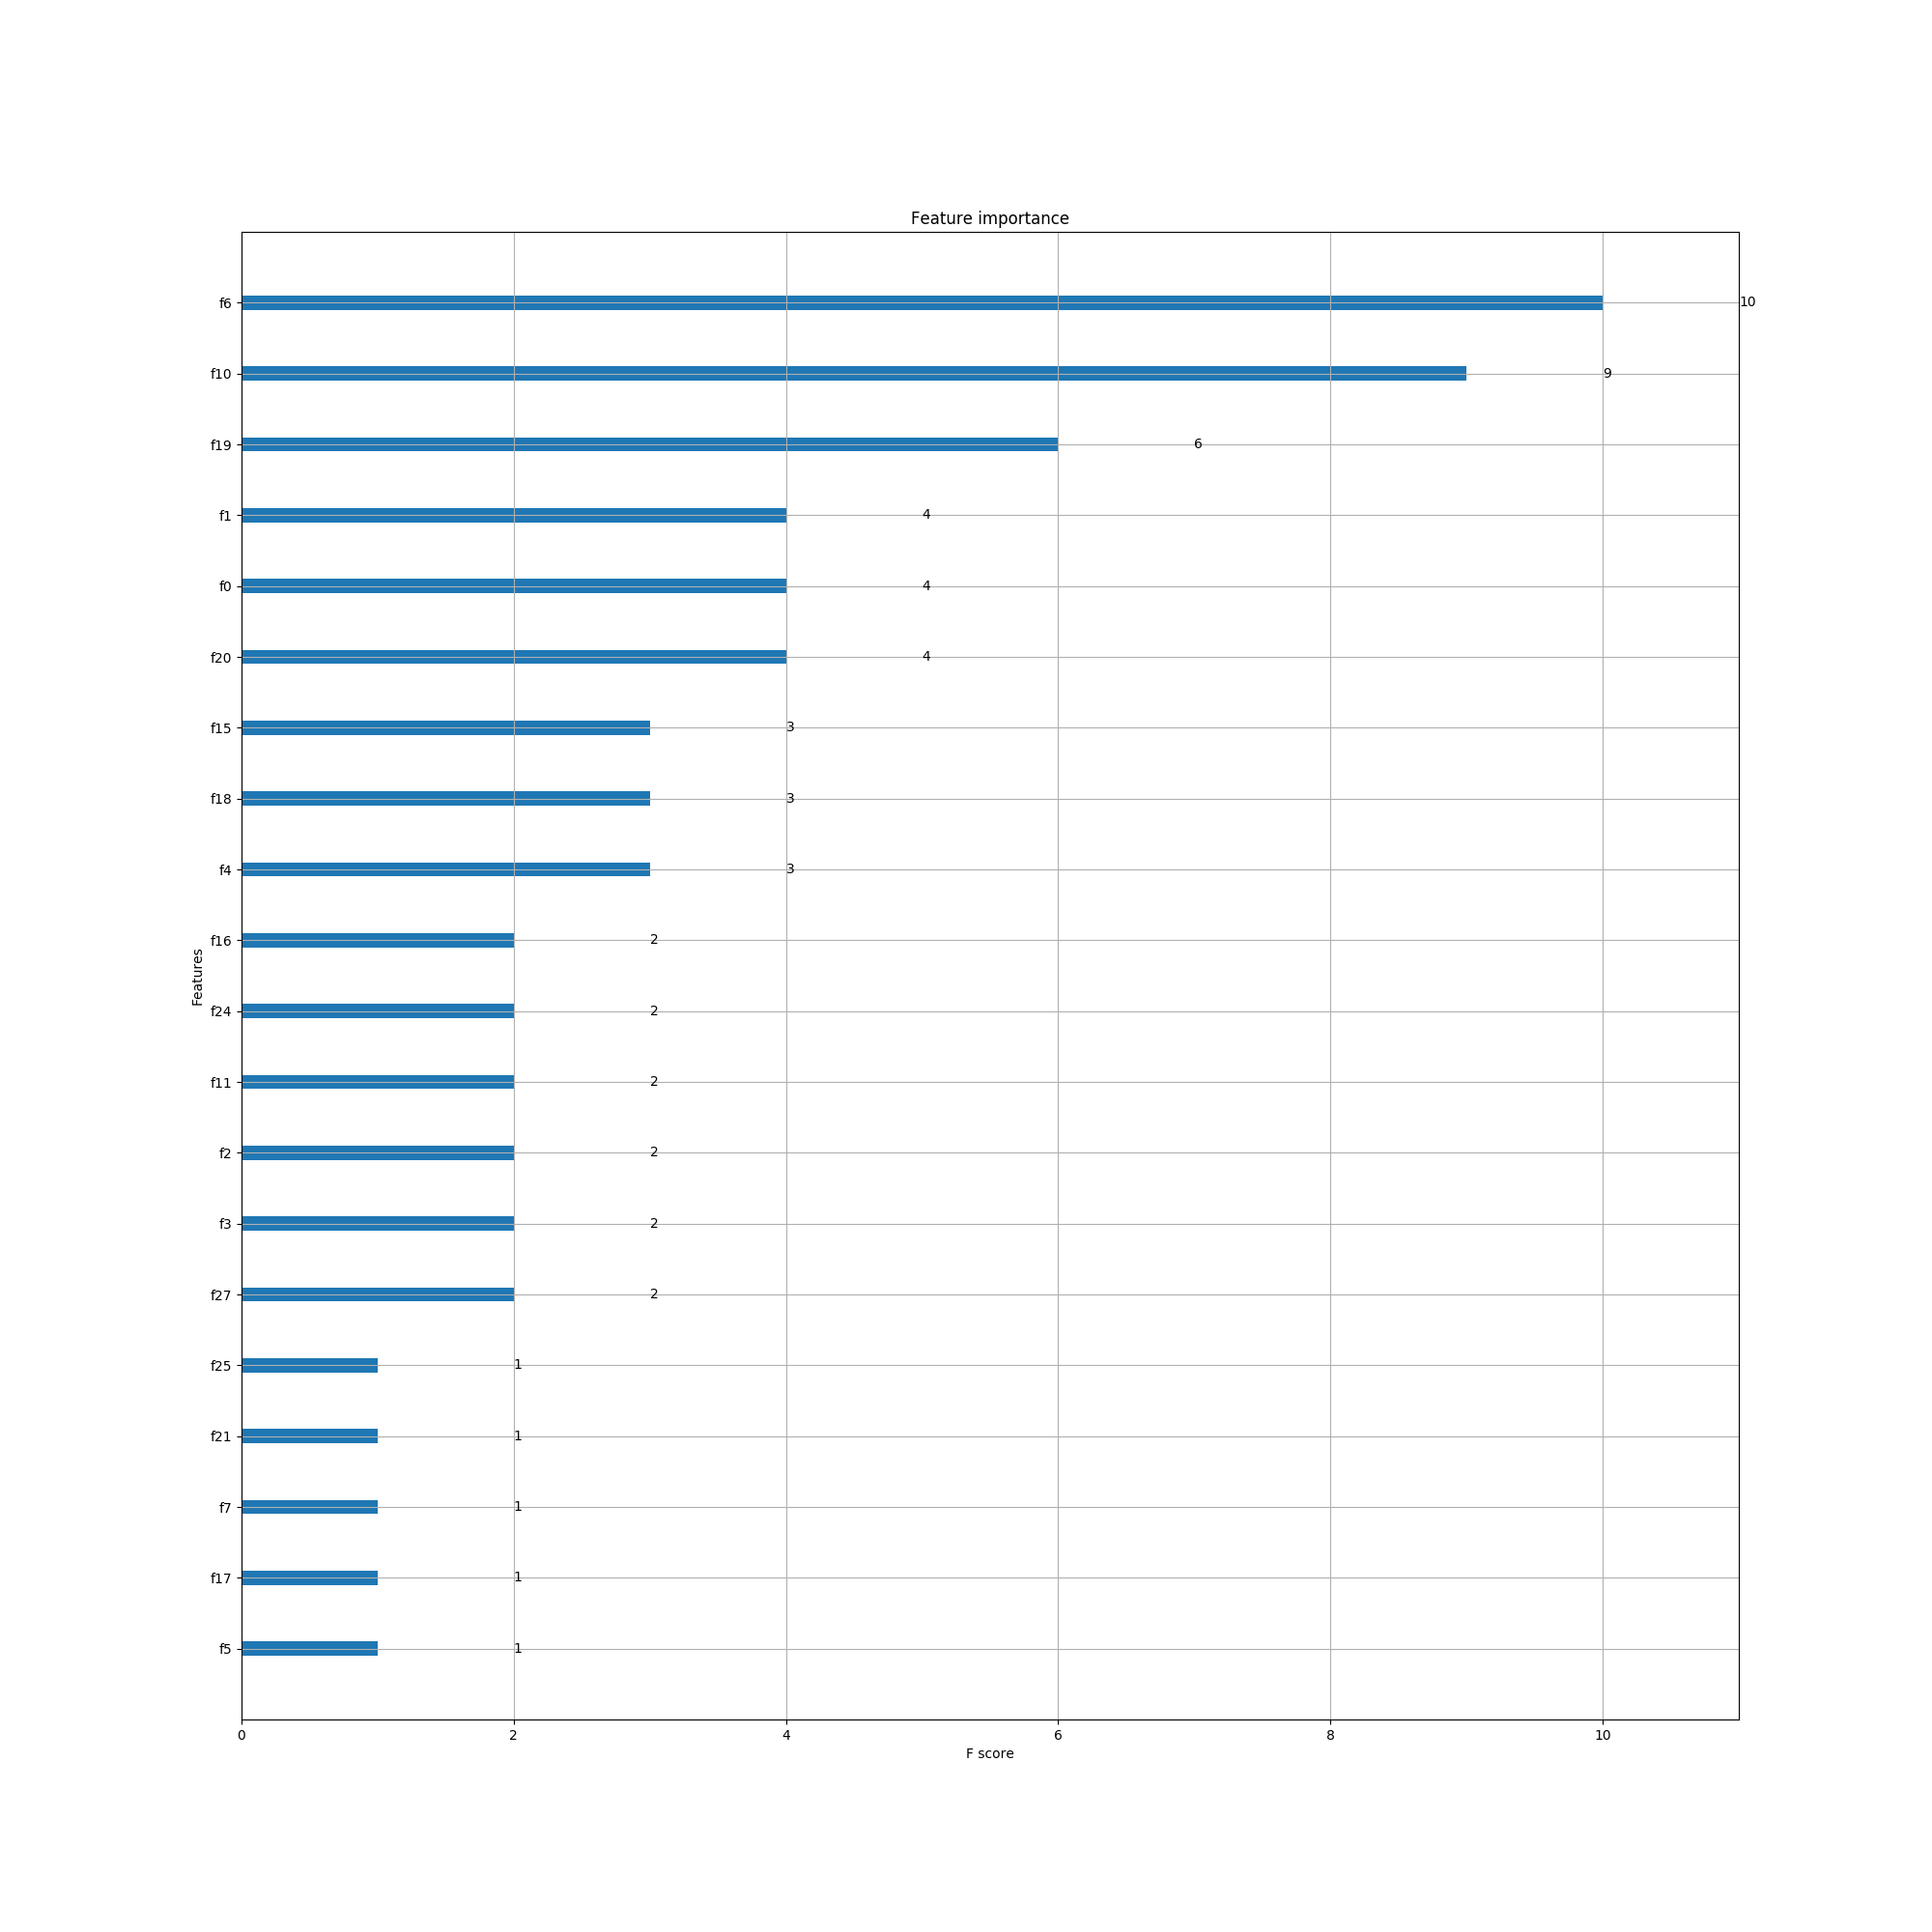 Feature importance
f6 10
f10 9
f19 6
f1 4
f0 4
f20 4
f15 3
f18 3
f4 3
f16 2
Features
f24 2
f11 2
f2 2
f3 2
f27 2
f25 1
f21 1
f7 1
f17 1
f5 1
0 2 4 6 8 10
F score